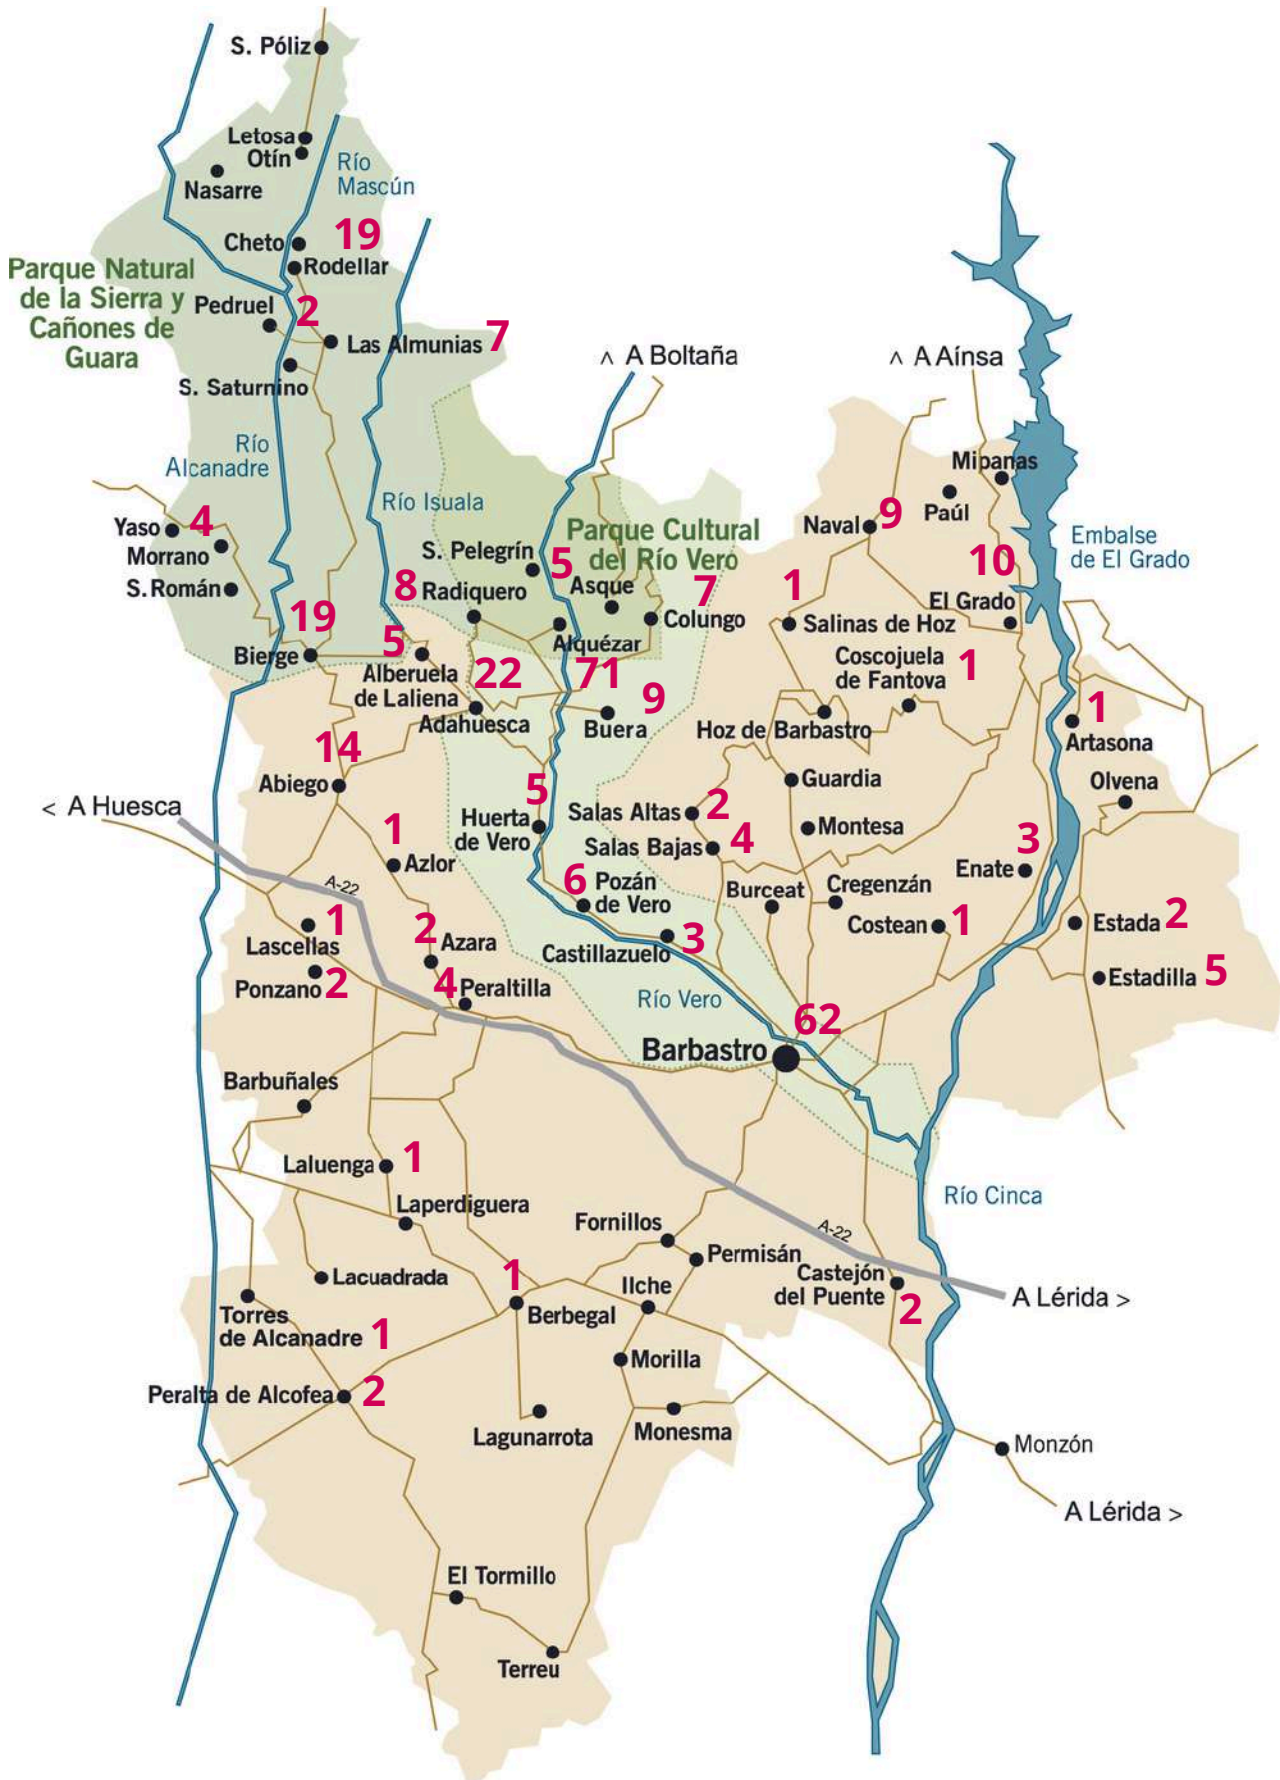 S. Póliz
Letosa
Otín
Río
Mascún
Nasarre
19
Cheto
Rodellar
Parque Natural
de la Sierra y
Cañones de
Guara
Pedruel
2
Las Almunias
7
S. Saturnino
^ A Boltaña
^ A Aínsa
Río
Alcanadre
Mipanas
Río Isuala
Paúl
Yaso
4
Morrano
Naval
9
Parque Cultural
del Río Vero
Embalse
de El Grado
S. Pelegrín
5
10
S. Román
8
Radiquero
Asque
7
1
El Grado
19
Colungo
Salinas de Hoz
Bierge
5
Alquézar
Alberuela
de Laliena
22
71
Coscojuela
de Fantova
1
9
Adahuesca
Buera
Hoz de Barbastro
1
Artasona
14
Abiego
Guardia
Olvena
< A Huesca
5
Huerta
de Vero
Salas Altas
2
Montesa
1
Azlor
Salas Bajas
4
3
Enate
A-22
6
Pozán
de Vero
Burceat
Cregenzán
1
Lascellas
2
Azara
Castillazuelo
3
Costean
1
Estada
2
Ponzano
2
4
Peraltilla
Río Vero
Estadilla
5
62
Barbastro
Barbuñales
Laluenga
1
Laperdiguera
Río Cinca
Fornillos
A-22
Permisán
Lacuadrada
1
Ilche
Castejón
del Puente
A Lérida >
Torres
de Alcanadre
1
Berbegal
2
Morilla
Peralta de Alcofea
2
Lagunarrota
Monesma
Monzón
A Lérida >
El Tormillo
Terreu